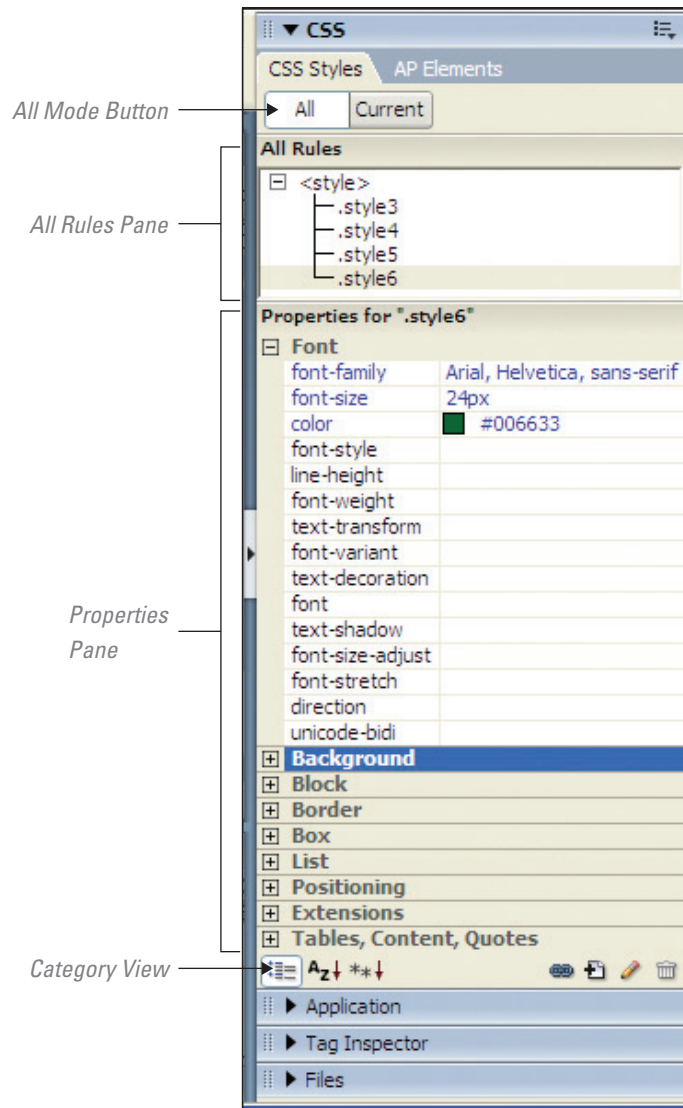 CSS
CSS Styles AP Elements
All Mode Button
All Current
All Rules
All Rules Pane
<style>
.style3
.style4
.style5
.style6
Properties for ".style6"
Font
font-family Arial, Helvetica, sans-serif
font-size 24px
color #006633
font-style
line-height
font-weight
text-transform
font-variant
text-decoration
font
text-shadow
font-size-adjust
font-stretch
direction
unicode-bidi
Properties
Pane
Background
Block
Border
Box
List
Positioning
Extensions
Tables, Content, Quotes
Category View
Az↓ **↓
Application
Tag Inspector
Files